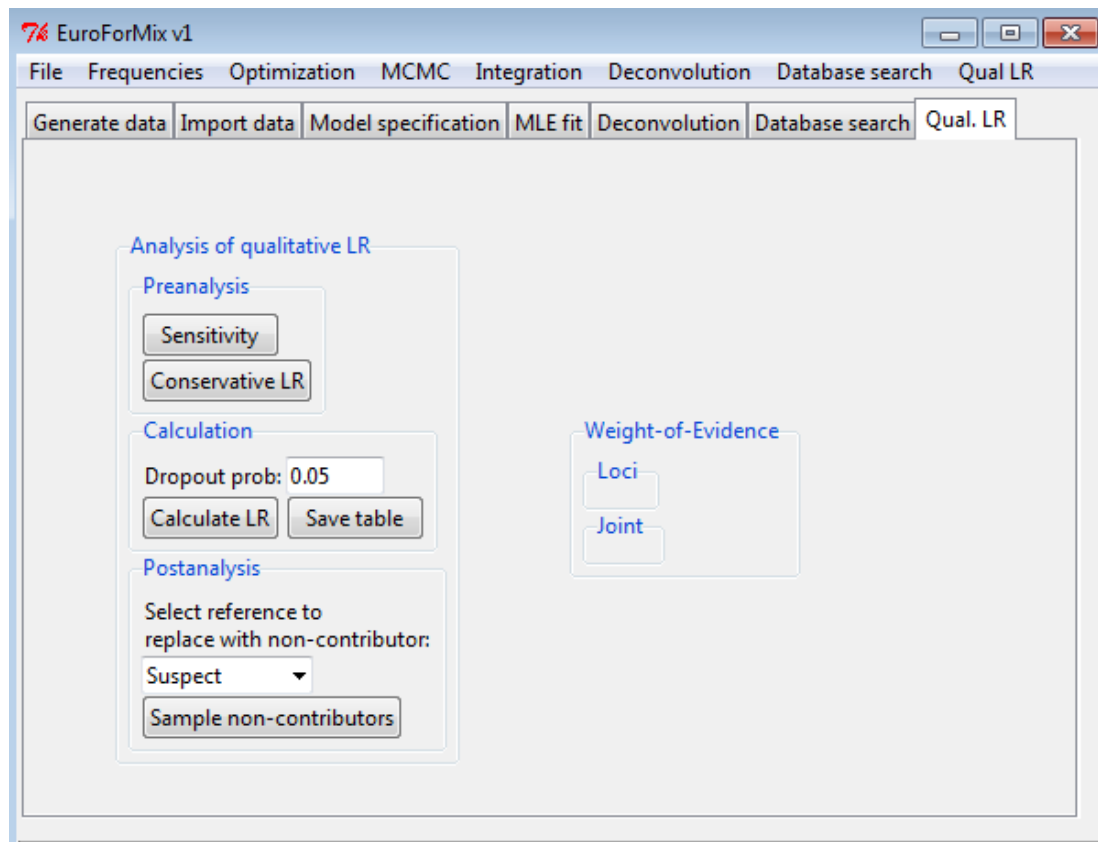 EuroForMix v1
File Frequencies Optimization MCMC Integration Deconvolution Database search Qual LR
Generate data Import data Model specification MLE fit Deconvolution Database search Qual. LR
Analysis of qualitative LR
Preanalysis
Sensitivity
Conservative LR
Calculation
Dropout prob: 0.05
Calculate LR Save table
Postanalysis
Select reference to
replace with non-contributor:
Suspect
Sample non-contributors
Weight-of-Evidence
Loci
Joint